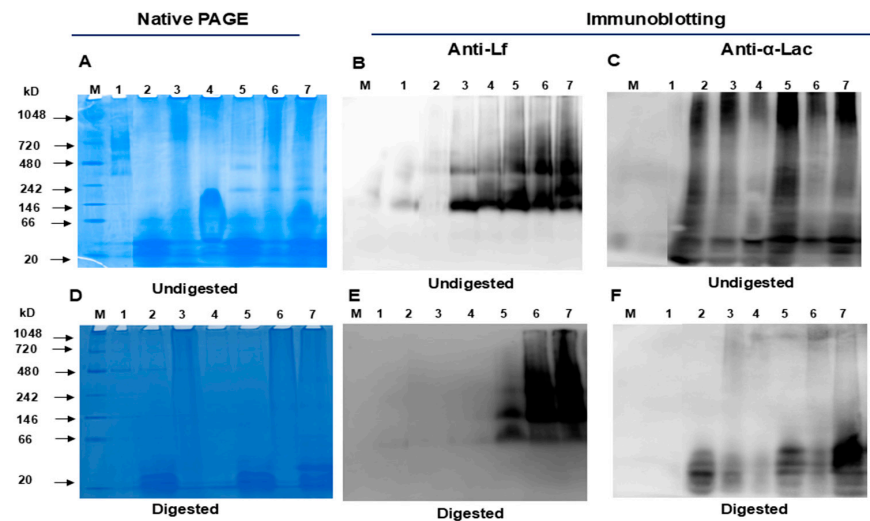 Native PAGE
Immunoblotting
Anti-Lf
Anti-α-Lac
A
B
C
kD
M 1 2 3 4 5 6 7
M 1 2 3 4 5 6 7
M 1 2 3 4 5 6 7
1048
720
480
242
146
66
20
Undigested
Undigested
Undigested
D
E
F
kD
M 1 2 3 4 5 6 7
M 1 2 3 4 5 6 7
M 1 2 3 4 5 6 7
1048
720
480
242
146
66
20
Digested
Digested
Digested